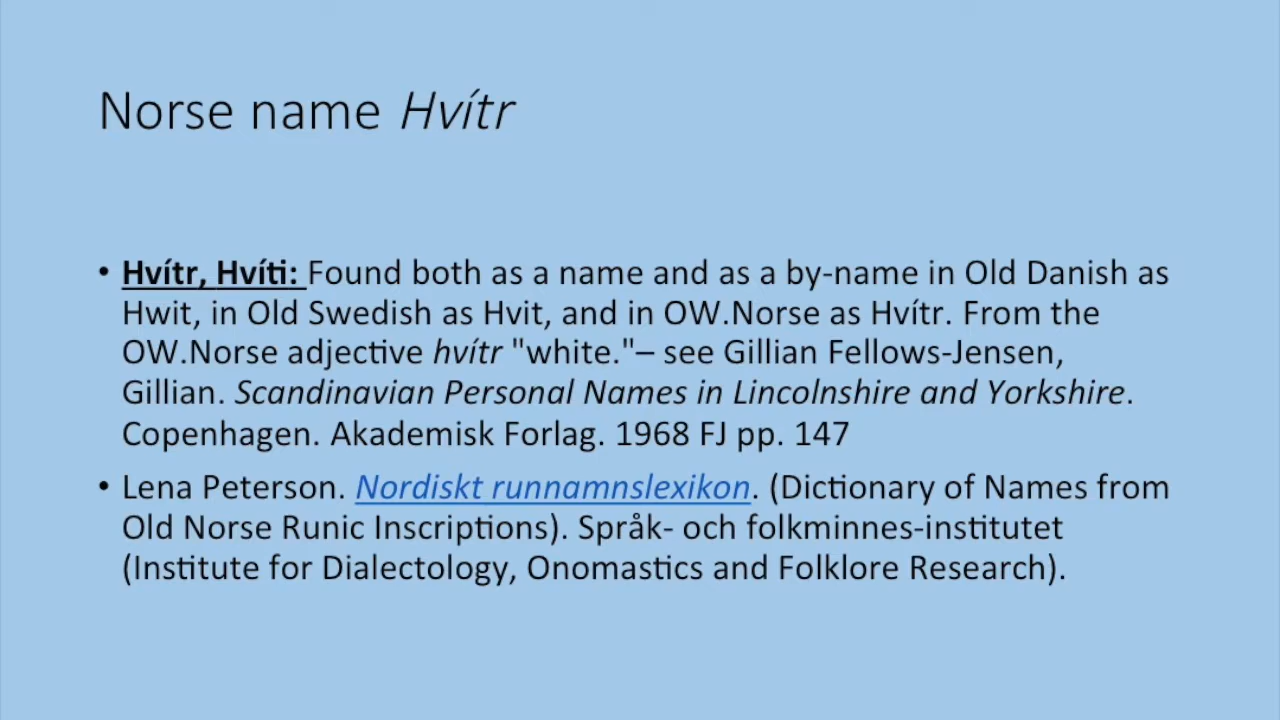 Norse name Hvítr
• Hvítr, Hvíti: Found both as a name and as a by-name in Old Danish as
Hwit, in Old Swedish as Hvit, and in OW.Norse as Hvítr. From the
OW.Norse adjective hvítr "white."– see Gillian Fellows-Jensen,
Gillian. Scandinavian Personal Names in Lincolnshire and Yorkshire.
Copenhagen. Akademisk Forlag. 1968 FJ pp. 147
• Lena Peterson. Nordiskt runnamnslexikon. (Dictionary of Names from
Old Norse Runic Inscriptions). Språk- och folkminnes-institutet
(Institute for Dialectology, Onomastics and Folklore Research).